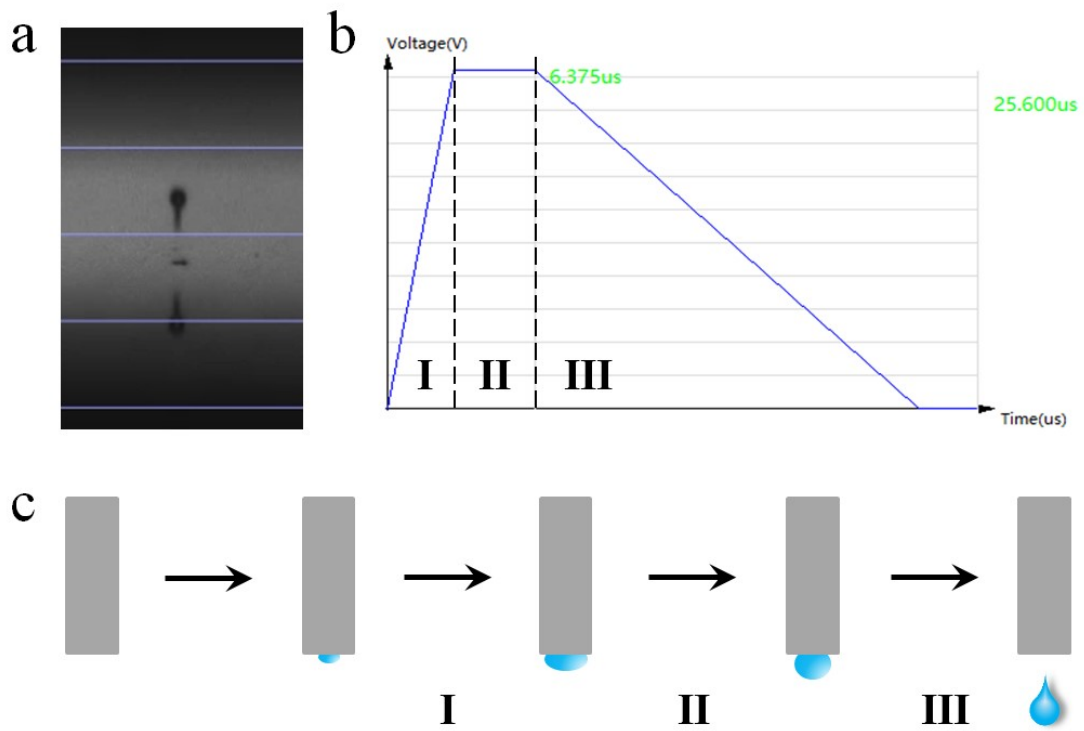 a
b
Voltage(V)
6.375us
25.600us
I II III
Time(us)
c
I II III